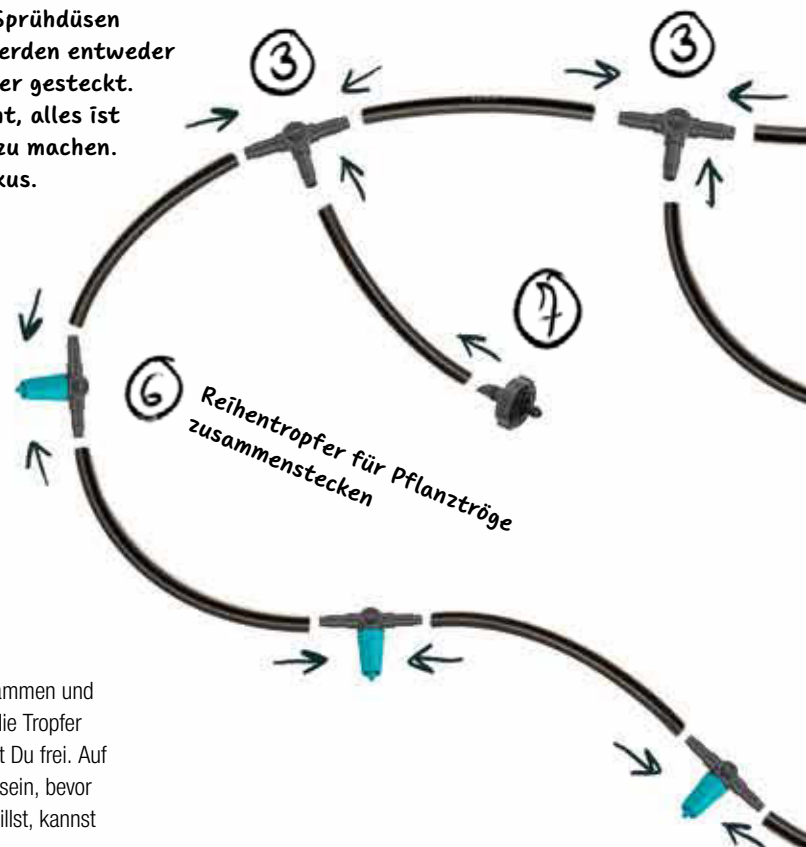 Sprühdüsen
erden entweder
er gesteckt.
nt, alles ist
zu machen.
kus.
3
3
7
6
Reihentropfer für Pflanztröge
zusammenstecken
ammen und
die Tropfer
t Du frei. Auf
sein, bevor
illst, kannst